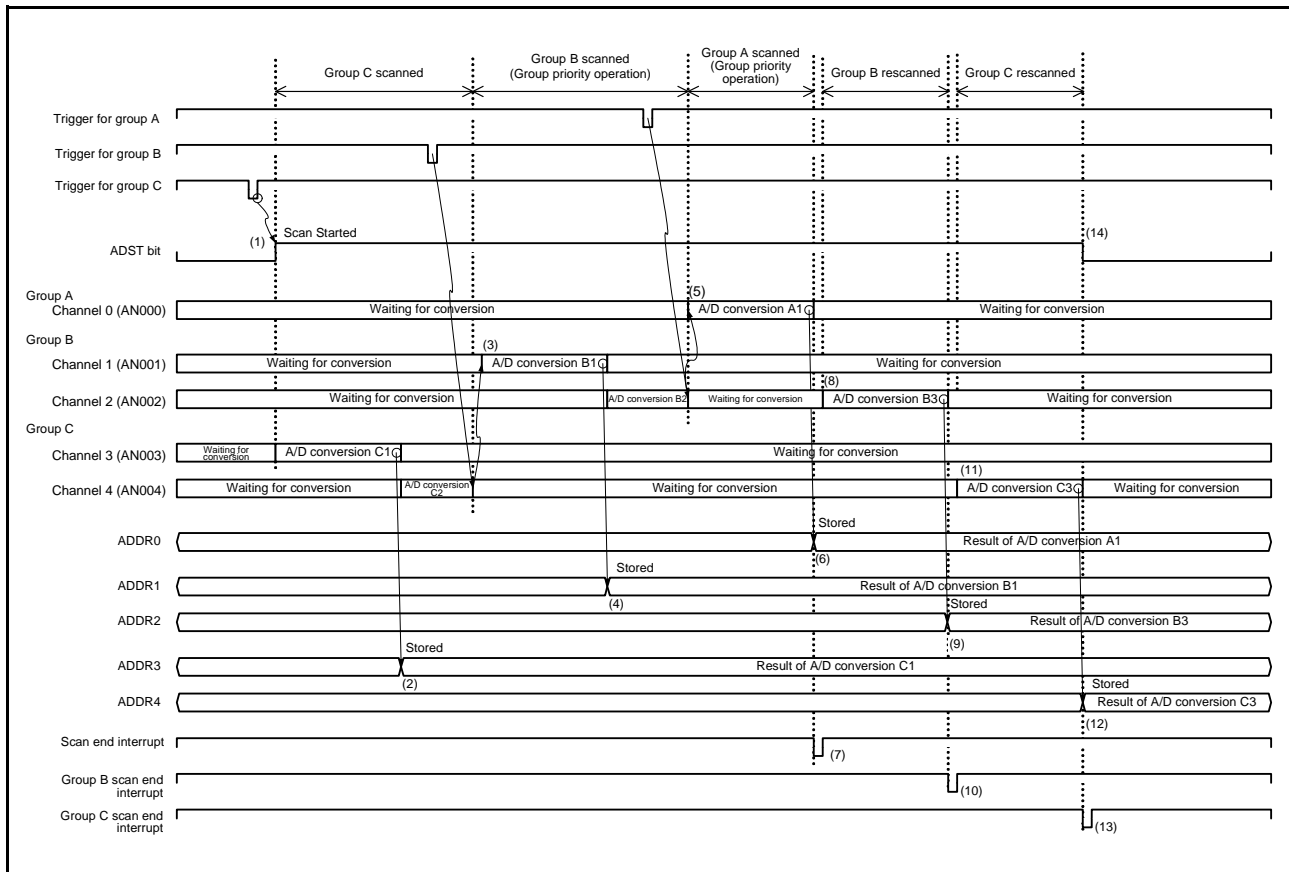 Group C scanned
Group B scanned
(Group priority operation)
Group A scanned
(Group priority
operation)
Group B rescanned
Group C rescanned
Trigger for group A
Trigger for group B
Trigger for group C
ADST bit
(1)
Scan Started
(14)
Group A
Channel 0 (AN000)
Waiting for conversion
(5)
A/D conversion A1
Waiting for conversion
Group B
Channel 1 (AN001)
Waiting for conversion
(3)
A/D conversion B1
Waiting for conversion
Channel 2 (AN002)
Waiting for conversion
A/D conversion B2
Waiting for conversion
(8)
A/D conversion B3
Waiting for conversion
Group C
Channel 3 (AN003)
Waiting for
conversion
A/D conversion C1
Waiting for conversion
Channel 4 (AN004)
Waiting for conversion
A/D conversion
C2
Waiting for conversion
(11)
A/D conversion C3
Waiting for conversion
ADDR0
Stored
(6)
Result of A/D conversion A1
ADDR1
Stored
(4)
Result of A/D conversion B1
ADDR2
Stored
(9)
Result of A/D conversion B3
ADDR3
Stored
(2)
Result of A/D conversion C1
ADDR4
Stored
(12)
Result of A/D conversion C3
Scan end interrupt
(7)
Group B scan end
interrupt
(10)
Group C scan end
interrupt
(13)